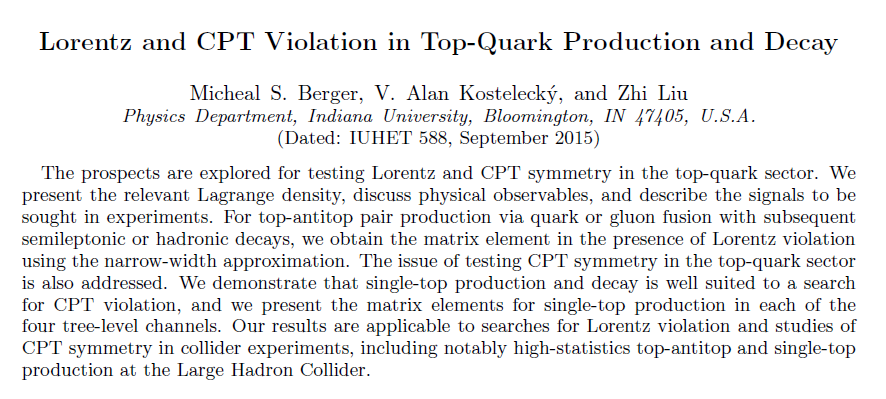 Lorentz and CPT Violation in Top-Quark Production and Decay
Micheal S. Berger, V. Alan Kostelecký, and Zhi Liu
Physics Department, Indiana University, Bloomington, IN 47405, U.S.A.
(Dated: IUHET 588, September 2015)
The prospects are explored for testing Lorentz and CPT symmetry in the top-quark sector. We
present the relevant Lagrange density, discuss physical observables, and describe the signals to be
sought in experiments. For top-antitop pair production via quark or gluon fusion with subsequent
semileptonic or hadronic decays, we obtain the matrix element in the presence of Lorentz violation
using the narrow-width approximation. The issue of testing CPT symmetry in the top-quark sector
is also addressed. We demonstrate that single-top production and decay is well suited to a search
for CPT violation, and we present the matrix elements for single-top production in each of the
four tree-level channels. Our results are applicable to searches for Lorentz violation and studies of
CPT symmetry in collider experiments, including notably high-statistics top-antitop and single-top
production at the Large Hadron Collider.